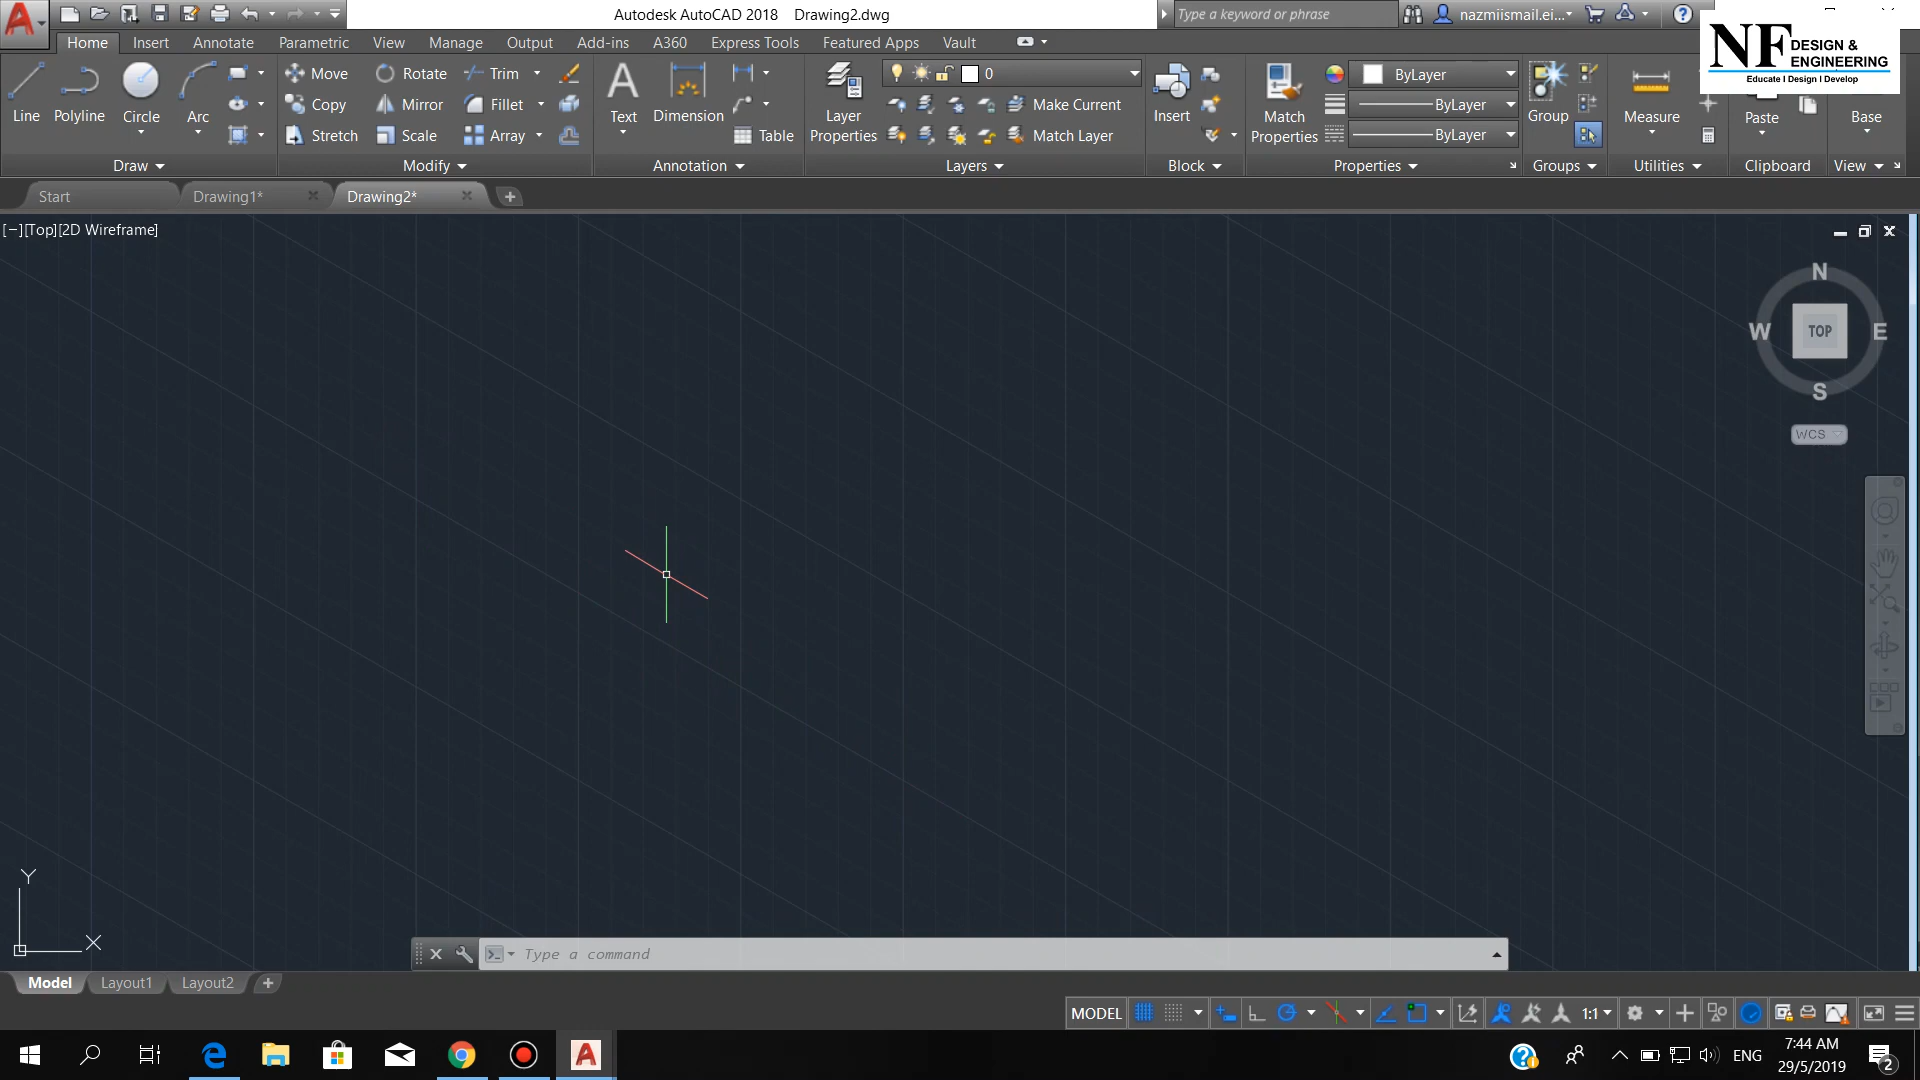 Autodesk AutoCAD 2018 Drawing2.dwg
Type a keyword or phrase
nazmiismail.ei...
NF DESIGN & ENGINEERING
Educate I Design I Develop
Home Insert Annotate Parametric View Manage Output Add-ins A360 Express Tools Featured Apps Vault
Line Polyline Circle Arc
Move Rotate Trim
Copy Mirror Fillet
Stretch Scale Array
Text Dimension Table
Layer Properties
0
Make Current
Match Layer
Insert
Match Properties
ByLayer
ByLayer
ByLayer
Group
Measure
Paste
Base
Draw Modify Annotation Layers Block Properties Groups Utilities Clipboard View
Start Drawing1* Drawing2*
[−][Top][2D Wireframe]
N
W TOP E
S
WCS
Y
X
Type a command
Model Layout1 Layout2
MODEL 1:1
ENG
7:44 AM
29/5/2019
2